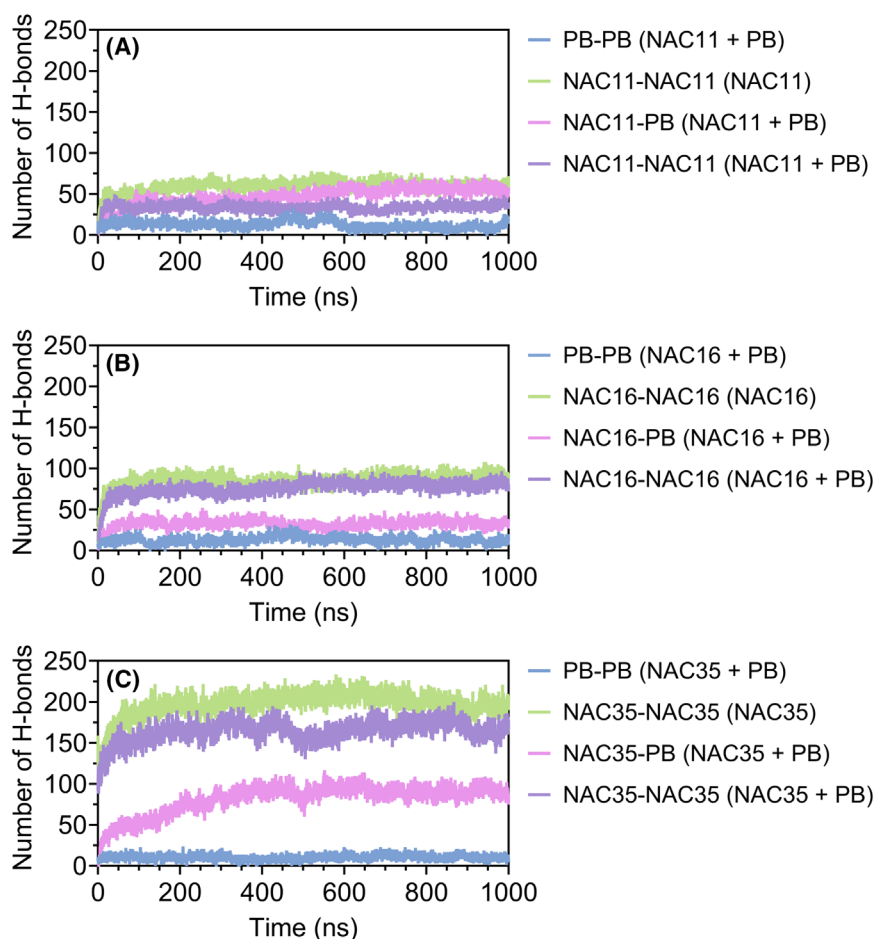 (A)
Number of H-bonds
250
200
150
100
50
0
0 200 400 600 800 1000
Time (ns)
PB-PB (NAC11 + PB)
NAC11-NAC11 (NAC11)
NAC11-PB (NAC11 + PB)
NAC11-NAC11 (NAC11 + PB)
(B)
Number of H-bonds
250
200
150
100
50
0
0 200 400 600 800 1000
Time (ns)
PB-PB (NAC16 + PB)
NAC16-NAC16 (NAC16)
NAC16-PB (NAC16 + PB)
NAC16-NAC16 (NAC16 + PB)
(C)
Number of H-bonds
250
200
150
100
50
0
0 200 400 600 800 1000
Time (ns)
PB-PB (NAC35 + PB)
NAC35-NAC35 (NAC35)
NAC35-PB (NAC35 + PB)
NAC35-NAC35 (NAC35 + PB)